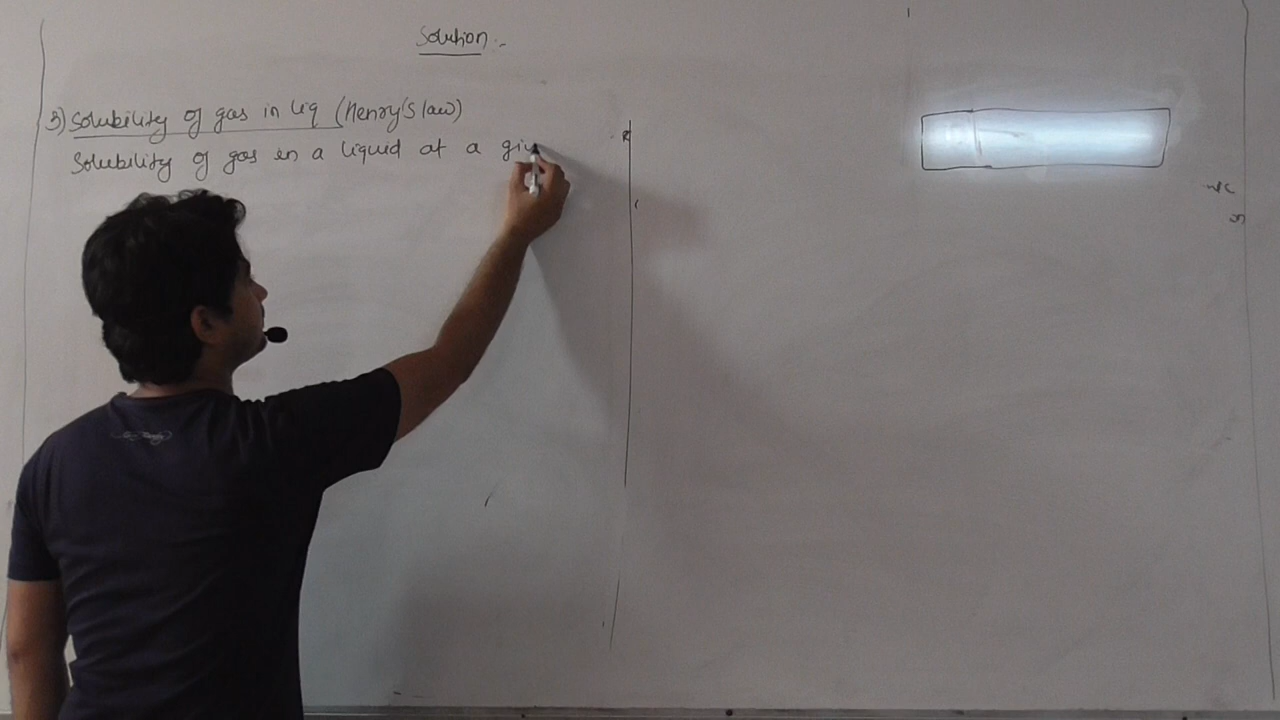 Solution :-
3) Solubility of gas in liq (Henry's law)
Solubility of gas in a liquid at a giv